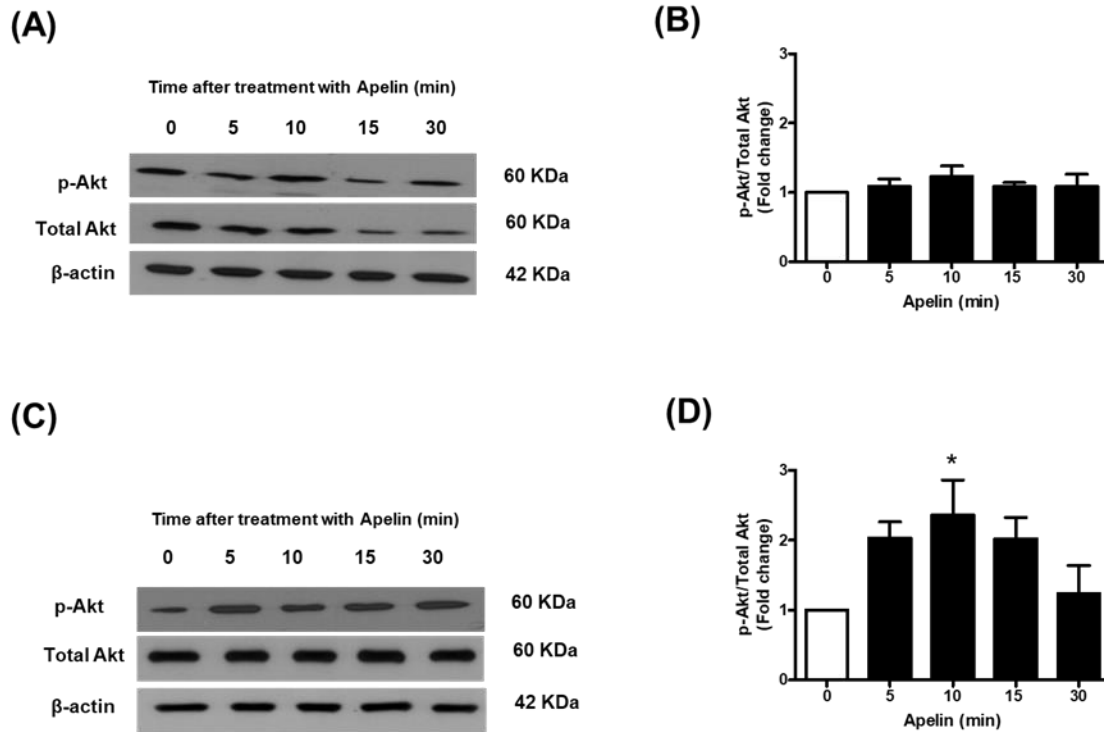 (A)
Time after treatment with Apelin (min)
0 5 10 15 30
p-Akt 60 KDa
Total Akt 60 KDa
β-actin 42 KDa
(B)
p-Akt/Total Akt
(Fold change)
3
2
1
0
0 5 10 15 30
Apelin (min)
(C)
Time after treatment with Apelin (min)
0 5 10 15 30
p-Akt 60 KDa
Total Akt 60 KDa
β-actin 42 KDa
(D)
p-Akt/Total Akt
(Fold change)
3
2
1
0
*
0 5 10 15 30
Apelin (min)